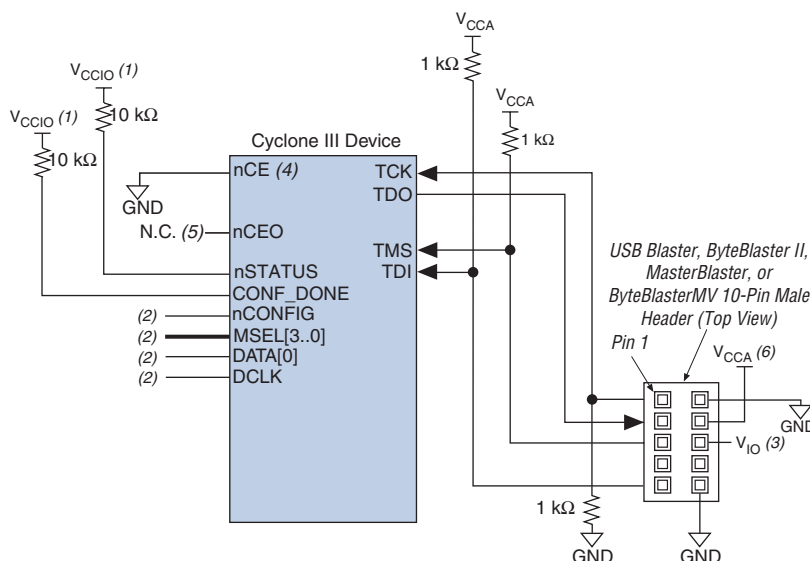 VCCA
1 kΩ
VCCIO (1)
VCCA
10 kΩ
VCCIO (1)
1 kΩ
10 kΩ
Cyclone III Device
nCE (4)
TCK
GND
TDO
N.C. (5)
nCEO
TMS
nSTATUS
TDI
CONF_DONE
(2)
nCONFIG
(2)
MSEL[3..0]
(2)
DATA[0]
(2)
DCLK
USB Blaster, ByteBlaster II,
MasterBlaster, or
ByteBlasterMV 10-Pin Male
Header (Top View)
Pin 1
VCCA (6)
GND
VIO (3)
1 kΩ
GND
GND